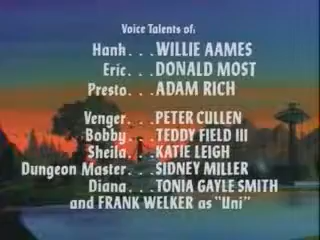 Voice Talents of:
Hank. . .WILLIE AAMES
Eric. . .DONALD MOST
Presto. . .ADAM RICH
Venger. . .PETER CULLEN
Bobby. . .TEDDY FIELD III
Sheila. . .KATIE LEIGH
Dungeon Master. . .SIDNEY MILLER
Diana. . .TONIA GAYLE SMITH
and FRANK WELKER as "Uni"